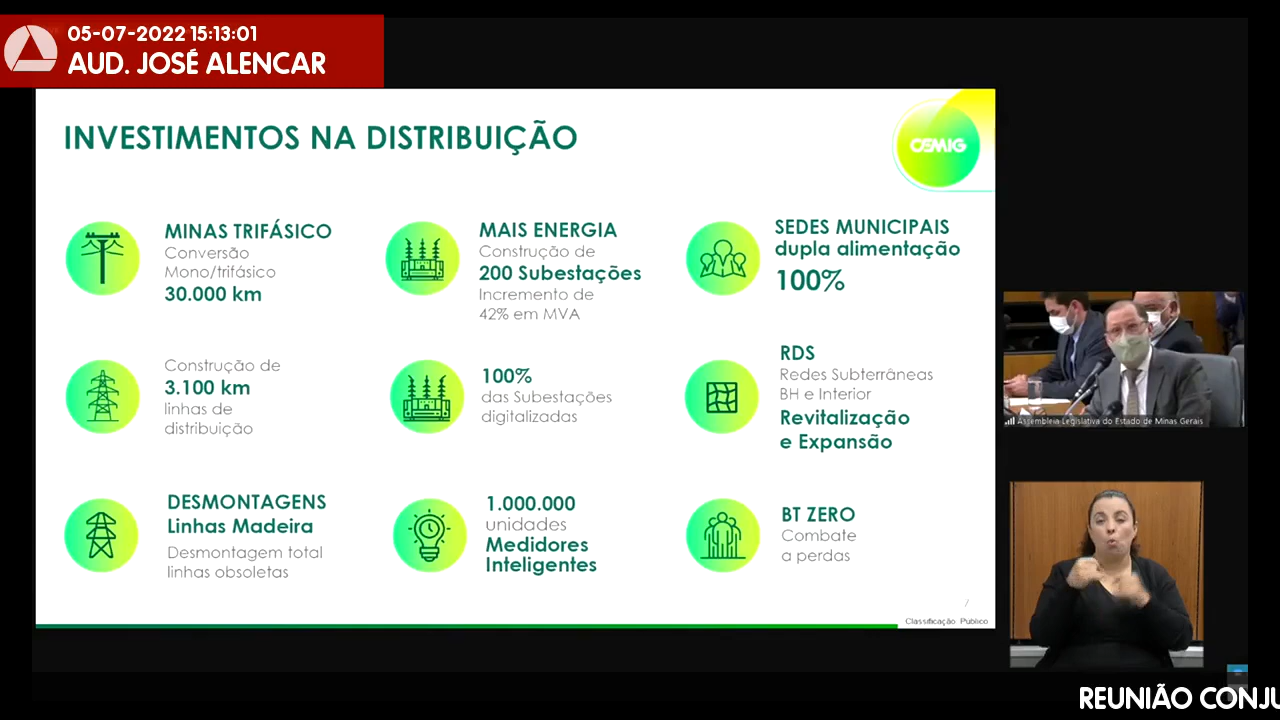 05-07-2022 15:13:01
AUD. JOSÉ ALENCAR
INVESTIMENTOS NA DISTRIBUIÇÃO
CEMIG
MINAS TRIFÁSICO
Conversão
Mono/trifásico
30.000 km
MAIS ENERGIA
Construção de
200 Subestações
Incremento de
42% em MVA
SEDES MUNICIPAIS
dupla alimentação
100%
Construção de
3.100 km
linhas de
distribuição
100%
das Subestações
digitalizadas
RDS
Redes Subterrâneas
BH e Interior
Revitalização
e Expansão
DESMONTAGENS
Linhas Madeira
Desmontagem total
linhas obsoletas
1.000.000
unidades
Medidores
Inteligentes
BT ZERO
Combate
a perdas
7
Classificação Público
Assembleia Legislativa do Estado de Minas Gerais
REUNIÃO CONJU